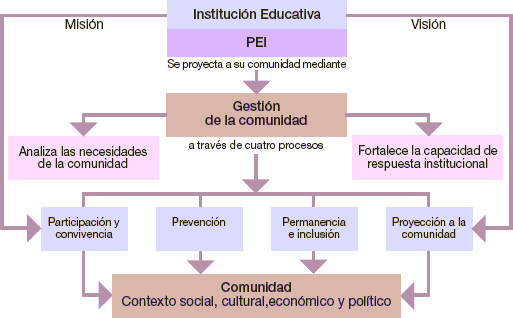 Institución Educativa
Misión
Visión
PEI
Se proyecta a su comunidad mediante
Gestión
de la comunidad
Analiza las necesidades
de la comunidad
a través de cuatro procesos
Fortalece la capacidad de
respuesta institucional
Participación y
convivencia
Prevención
Permanencia
e inclusión
Proyección a la
comunidad
Comunidad
Contexto social, cultural,económico y político